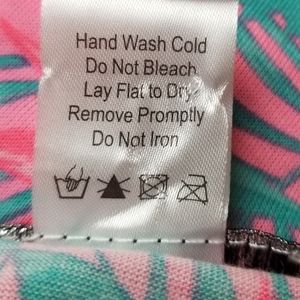 Hand Wash Cold
Do Not Bleach
Lay Flat to Dry
Remove Promptly
Do Not Iron